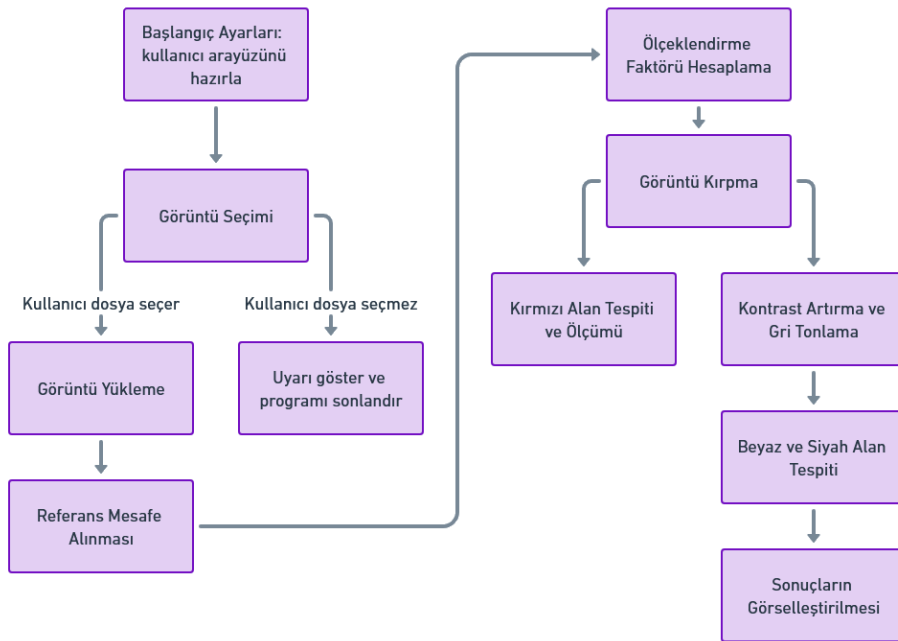 Başlangıç Ayarları:
kullanıcı arayüzünü
hazırla
Görüntü Seçimi
Kullanıcı dosya seçer
Kullanıcı dosya seçmez
Görüntü Yükleme
Uyarı göster ve
programı sonlandır
Referans Mesafe
Alınması
Ölçeklendirme
Faktörü Hesaplama
Görüntü Kırpma
Kırmızı Alan Tespiti
ve Ölçümü
Kontrast Artırma ve
Gri Tonlama
Beyaz ve Siyah Alan
Tespiti
Sonuçların
Görselleştirilmesi